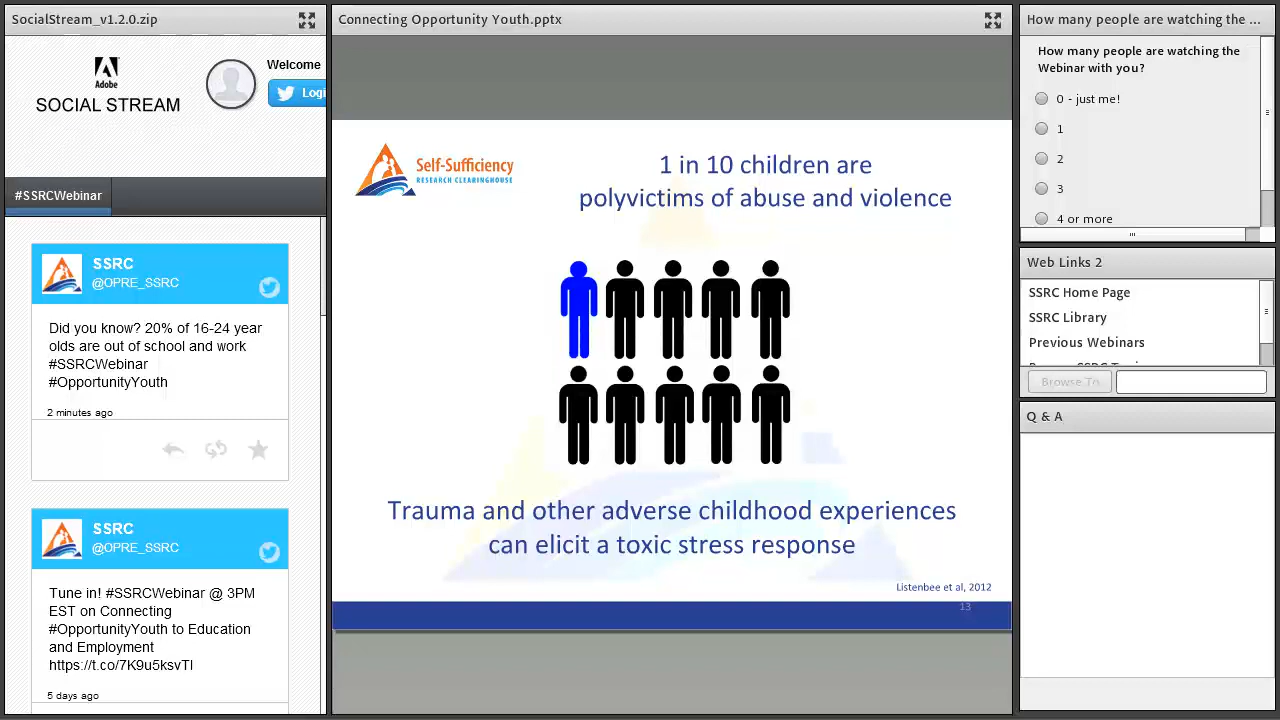 SocialStream_v1.2.0.zip
Adobe
SOCIAL STREAM
Welcome
Logi
#SSRCWebinar
SSRC
@OPRE_SSRC
Did you know? 20% of 16-24 year
olds are out of school and work
#SSRCWebinar
#OpportunityYouth
2 minutes ago
SSRC
@OPRE_SSRC
Tune in! #SSRCWebinar @ 3PM
EST on Connecting
#OpportunityYouth to Education
and Employment
https://t.co/7K9u5ksvTl
5 days ago
Connecting Opportunity Youth.pptx
Self-Sufficiency
RESEARCH CLEARINGHOUSE
1 in 10 children are
polyvictims of abuse and violence
Trauma and other adverse childhood experiences
can elicit a toxic stress response
Listenbee et al, 2012
13
How many people are watching the ...
How many people are watching the
Webinar with you?
0 - just me!
1
2
3
4 or more
Web Links 2
SSRC Home Page
SSRC Library
Previous Webinars
Browse To
Q & A